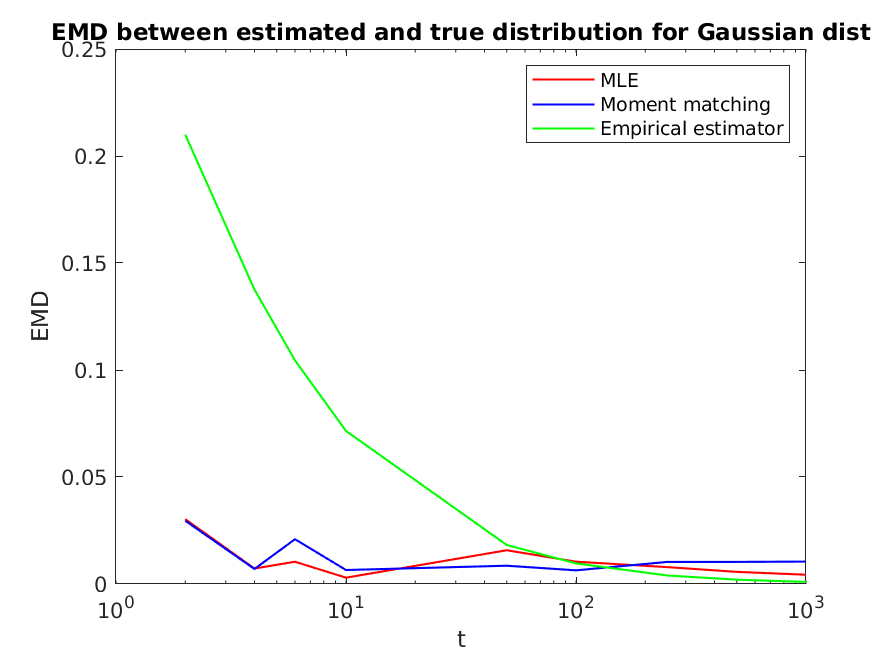 EMD between estimated and true distribution for Gaussian dist
0.25
0.2
0.15
0.1
0.05
0
EMD
MLE
Moment matching
Empirical estimator
10^0
10^1
10^2
10^3
t